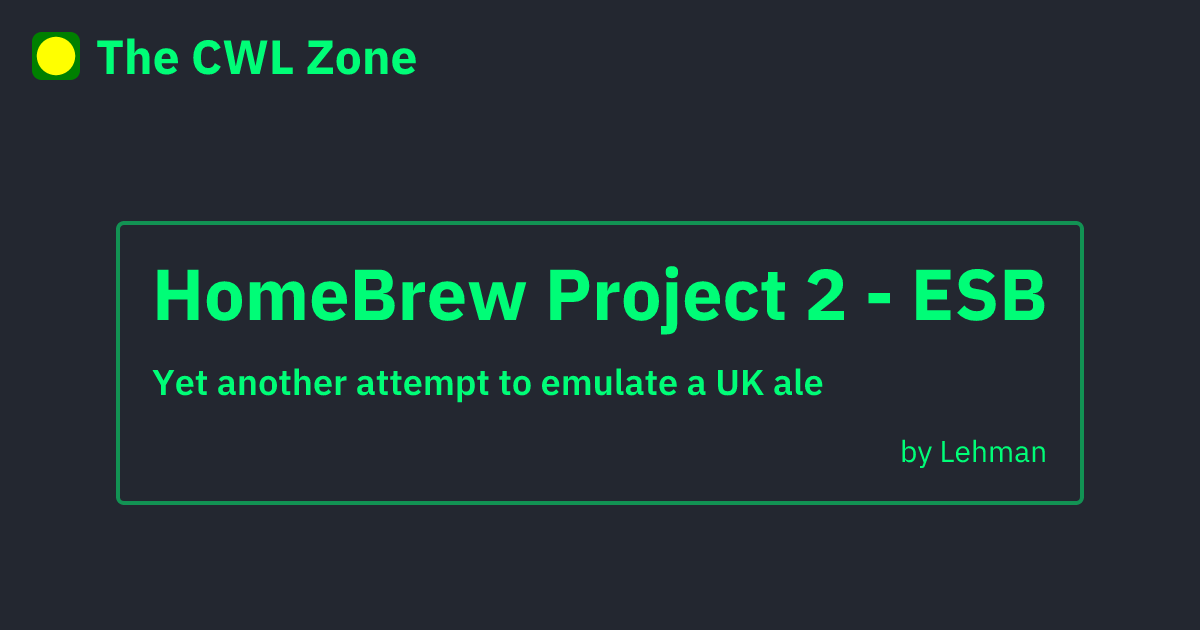 The CWL Zone
HomeBrew Project 2 - ESB
Yet another attempt to emulate a UK ale
by Lehman